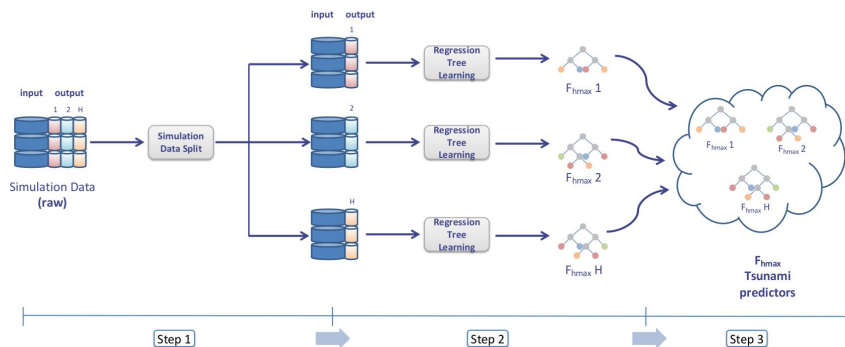 input output
1
input output
1 2 H
Simulation Data
(raw)
Simulation
Data Split
2
H
Regression
Tree
Learning
Regression
Tree
Learning
Regression
Tree
Learning
Fhmax 1
Fhmax 2
Fhmax H
Fhmax 1
Fhmax 2
Fhmax H
Fhmax
Tsunami
predictors
Step 1
Step 2
Step 3